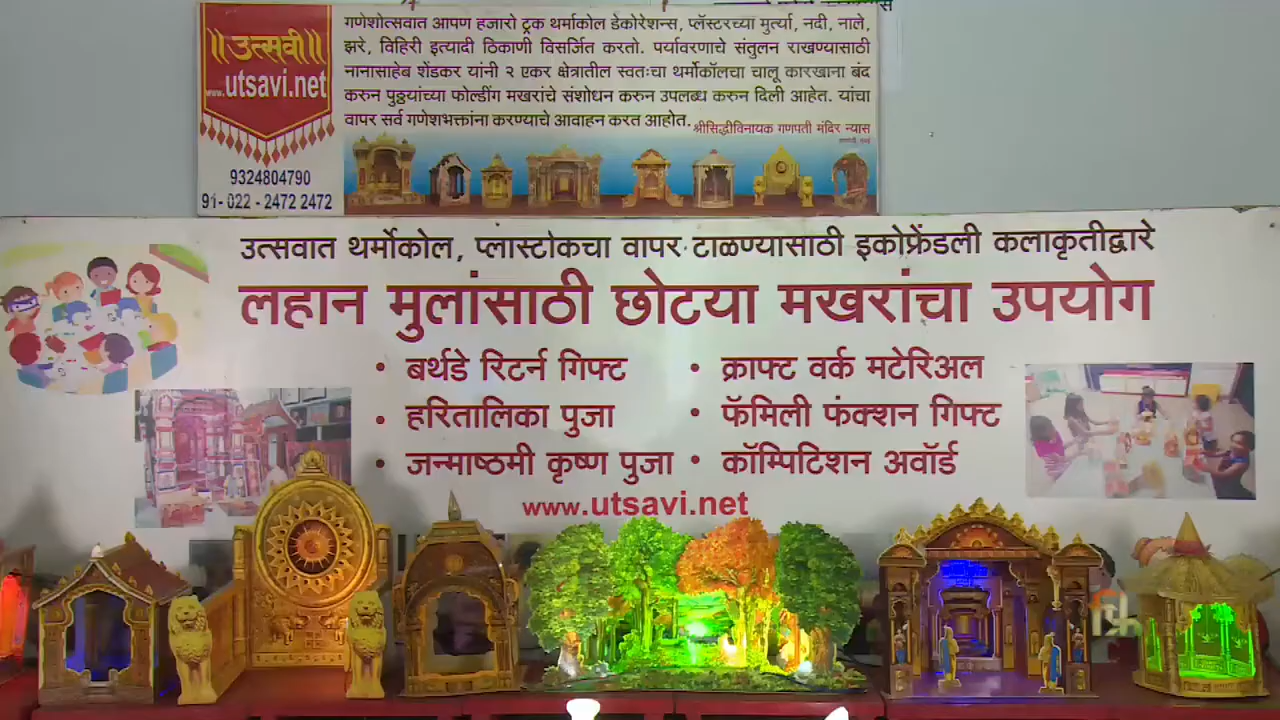 ॥ उत्सवी ॥
www.utsavi.net
9324804790
91- 022 - 2472 2472
गणेशोत्सवात आपण हजारो ट्रक थर्माकोल डेकोरेशन्स, प्लॅस्टरच्या मुर्त्या, नदी, नाले,
झरे, विहिरी इत्यादी ठिकाणी विसर्जित करतो. पर्यावरणाचे संतुलन राखण्यासाठी
नानासाहेब शेंडकर यांनी २ एकर क्षेत्रातील स्वतःचा थर्मोकॉलचा चालू कारखाना बंद
करुन पुठ्ठयांच्या फोल्डींग मखरांचे संशोधन करुन उपलब्ध करुन दिली आहेत. यांचा
वापर सर्व गणेशभक्तांना करण्याचे आवाहन करत आहोत.
श्रीसिद्धीविनायक गणपती मंदिर न्यास
उत्सवात थर्मोकोल, प्लास्टीकचा वापर टाळण्यासाठी इकोफ्रेंडली कलाकृतीद्वारे
लहान मुलांसाठी छोटया मखरांचा उपयोग
• बर्थडे रिटर्न गिफ्ट
• हरितालिका पुजा
• जन्माष्ठमी कृष्ण पुजा
• क्राफ्ट वर्क मटेरिअल
• फॅमिली फंक्शन गिफ्ट
• कॉम्पिटिशन अवॉर्ड
www.utsavi.net